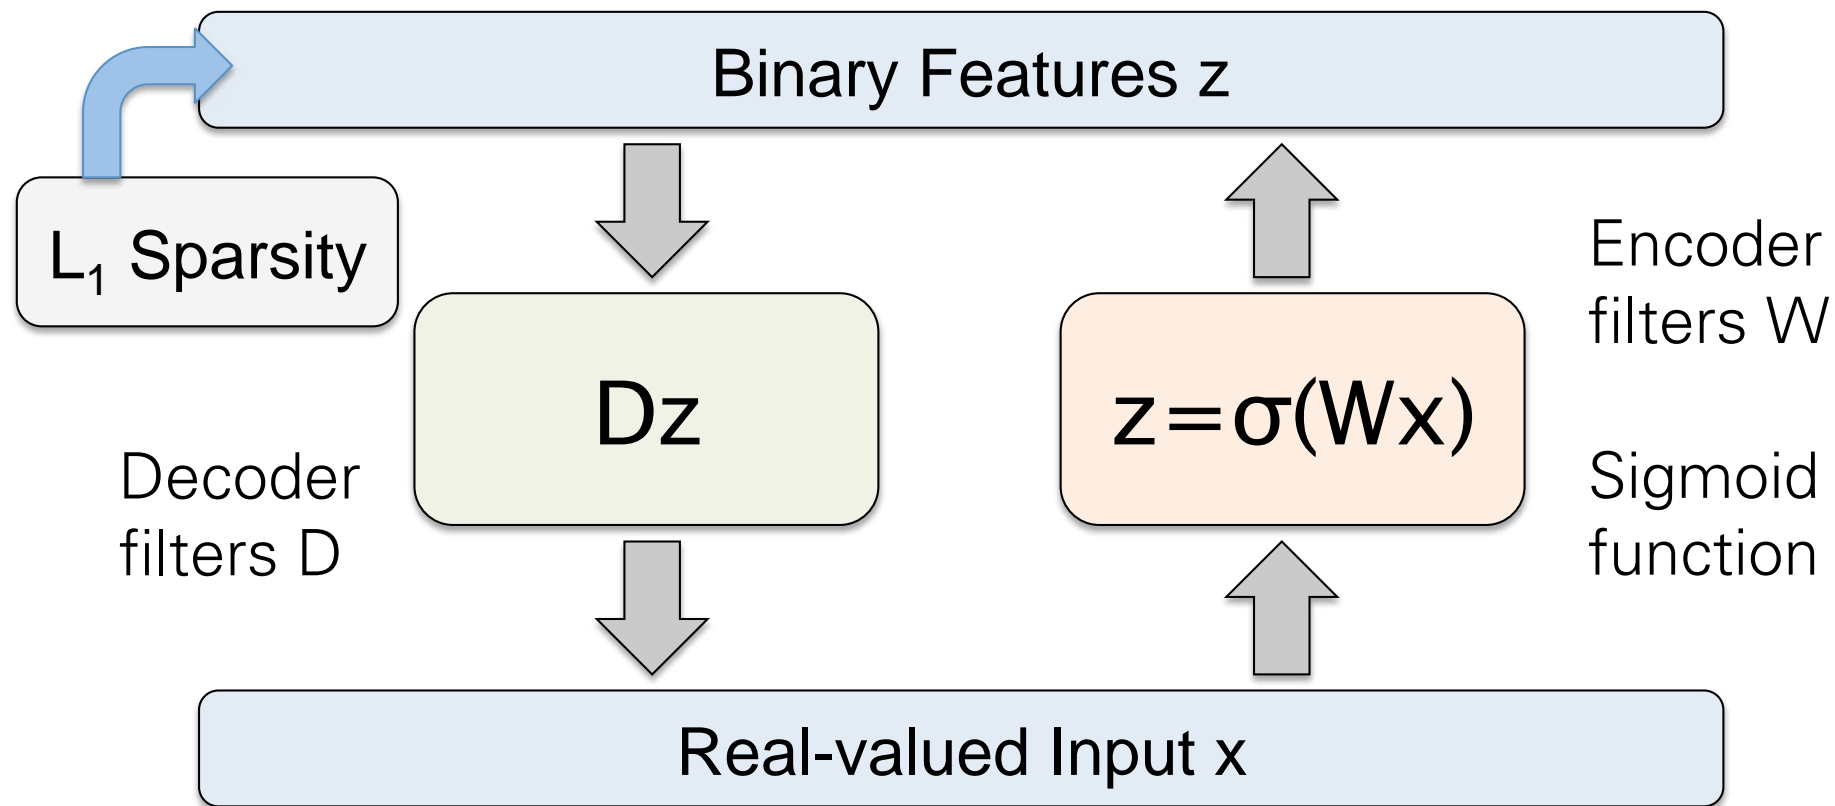 Binary Features z
L₁ Sparsity
Encoder
filters W
Dz
z=σ(Wx)
Decoder
filters D
Sigmoid
function
Real-valued Input x